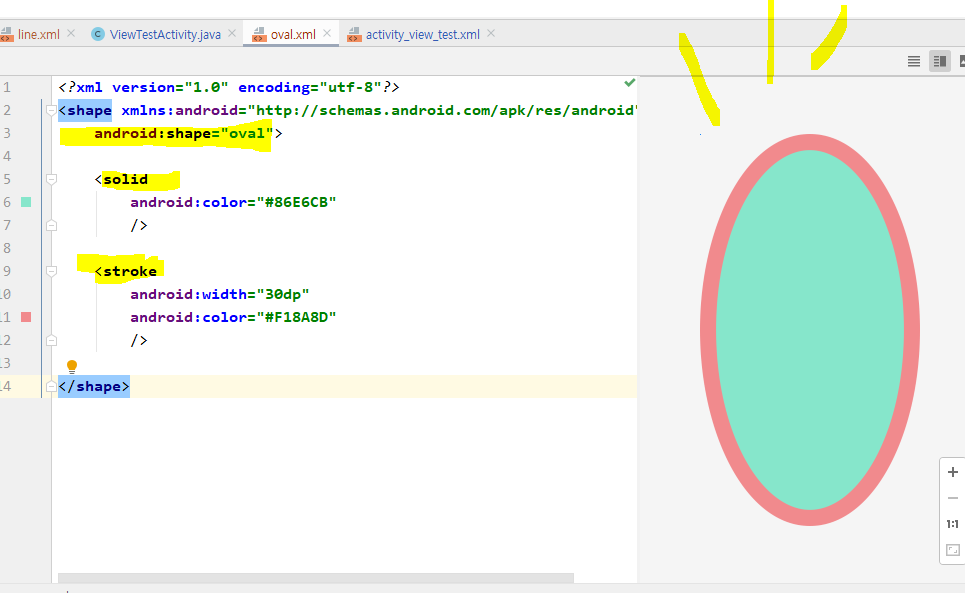 line.xml ViewTestActivity.java oval.xml activity_view_test.xml
1 <?xml version="1.0" encoding="utf-8"?>
2 <shape xmlns:android="http://schemas.android.com/apk/res/android"
3 android:shape="oval">
4
5 <solid
6 android:color="#86E6CB"
7 />
8
9 <stroke
10 android:width="30dp"
11 android:color="#F18A8D"
12 />
13
14 </shape>
1:1